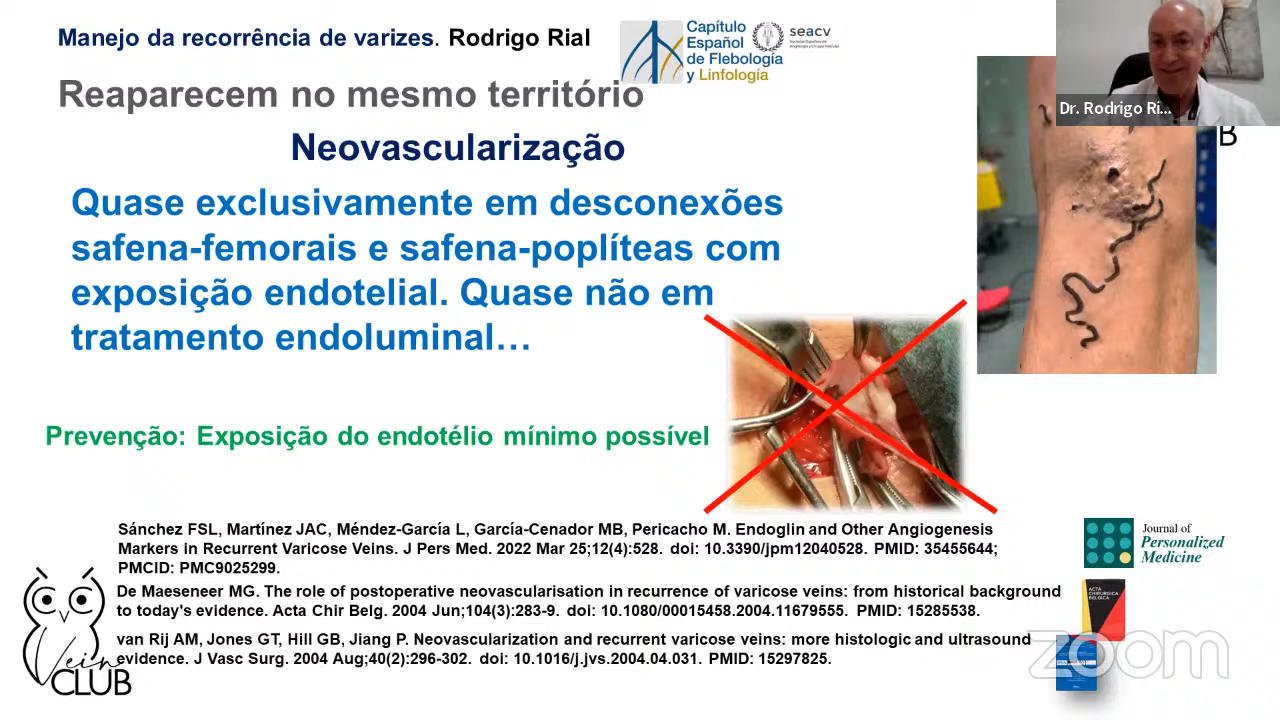 Manejo da recorrência de varizes. Rodrigo Rial
Capítulo
Español
de Flebología
y Linfología
seacv
Reaparecem no mesmo território
Neovascularização
Dr. Rodrigo Ri...
B
Quase exclusivamente em desconexões
safena-femorais e safena-poplíteas com
exposição endotelial. Quase não em
tratamento endoluminal…
Prevenção: Exposição do endotélio mínimo possível
Sánchez FSL, Martínez JAC, Méndez-García L, García-Cenador MB, Pericacho M. Endoglin and Other Angiogenesis
Markers in Recurrent Varicose Veins. J Pers Med. 2022 Mar 25;12(4):528. doi: 10.3390/jpm12040528. PMID: 35455644;
PMCID: PMC9025299.
Journal of
Personalized
Medicine
De Maeseneer MG. The role of postoperative neovascularisation in recurrence of varicose veins: from historical background
to today's evidence. Acta Chir Belg. 2004 Jun;104(3):283-9. doi: 10.1080/00015458.2004.11679555. PMID: 15285538.
ACTA
CHIRURGICA
BELGICA
van Rij AM, Jones GT, Hill GB, Jiang P. Neovascularization and recurrent varicose veins: more histologic and ultrasound
evidence. J Vasc Surg. 2004 Aug;40(2):296-302. doi: 10.1016/j.jvs.2004.04.031. PMID: 15297825.
Vein
CLUB
zoom